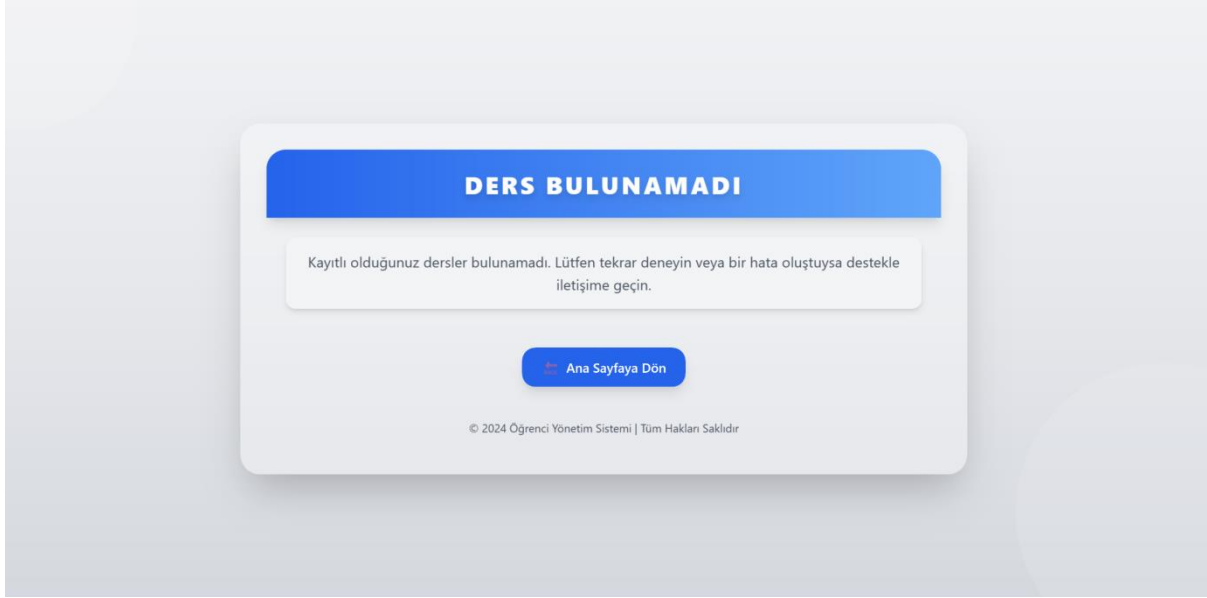 DERS BULUNAMADI
Kayıtlı olduğunuz dersler bulunamadı. Lütfen tekrar deneyin veya bir hata oluştuysa destekle
iletişime geçin.
Ana Sayfaya Dön
© 2024 Öğrenci Yönetim Sistemi | Tüm Hakları Saklıdır